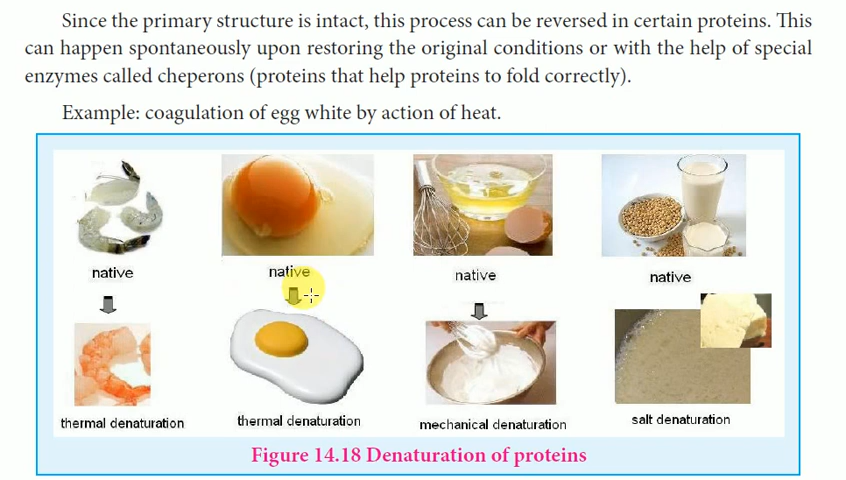 Since the primary structure is intact, this process can be reversed in certain proteins. This
can happen spontaneously upon restoring the original conditions or with the help of special
enzymes called cheperons (proteins that help proteins to fold correctly).
Example: coagulation of egg white by action of heat.
native
native
native
native
thermal denaturation
thermal denaturation
mechanical denaturation
salt denaturation
Figure 14.18 Denaturation of proteins